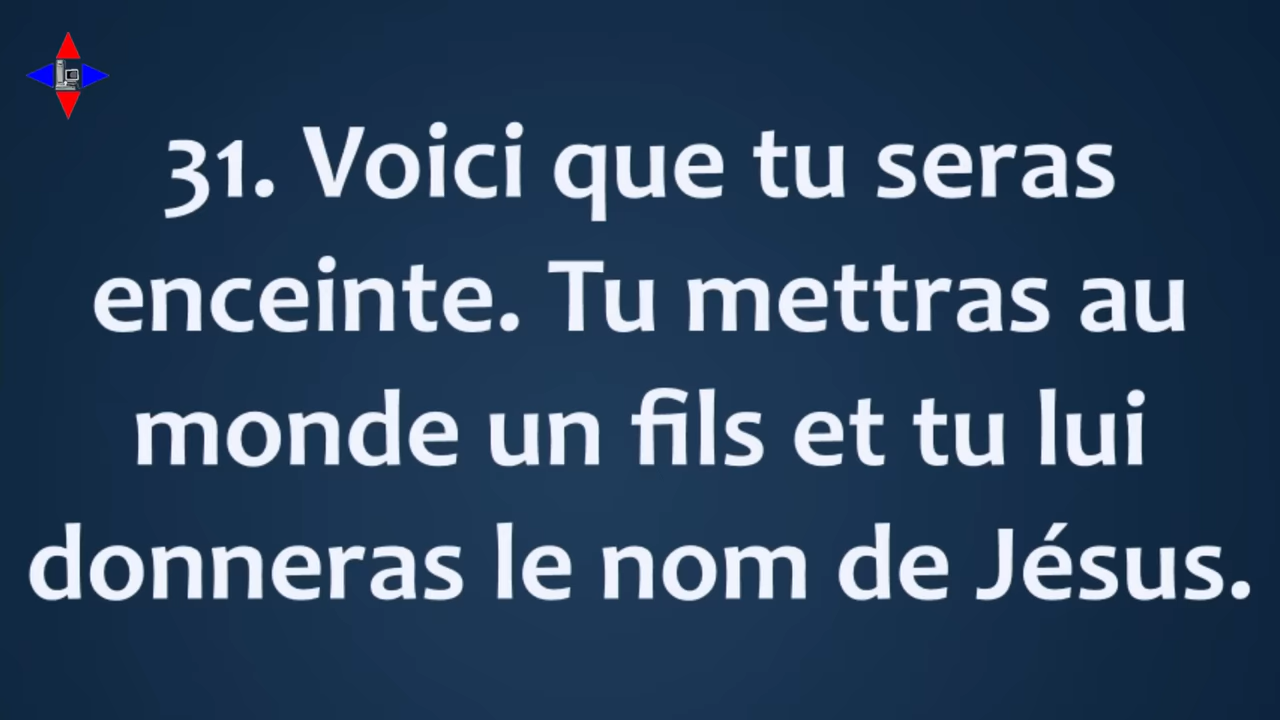 31. Voici que tu seras
enceinte. Tu mettras au
monde un fils et tu lui
donneras le nom de Jésus.